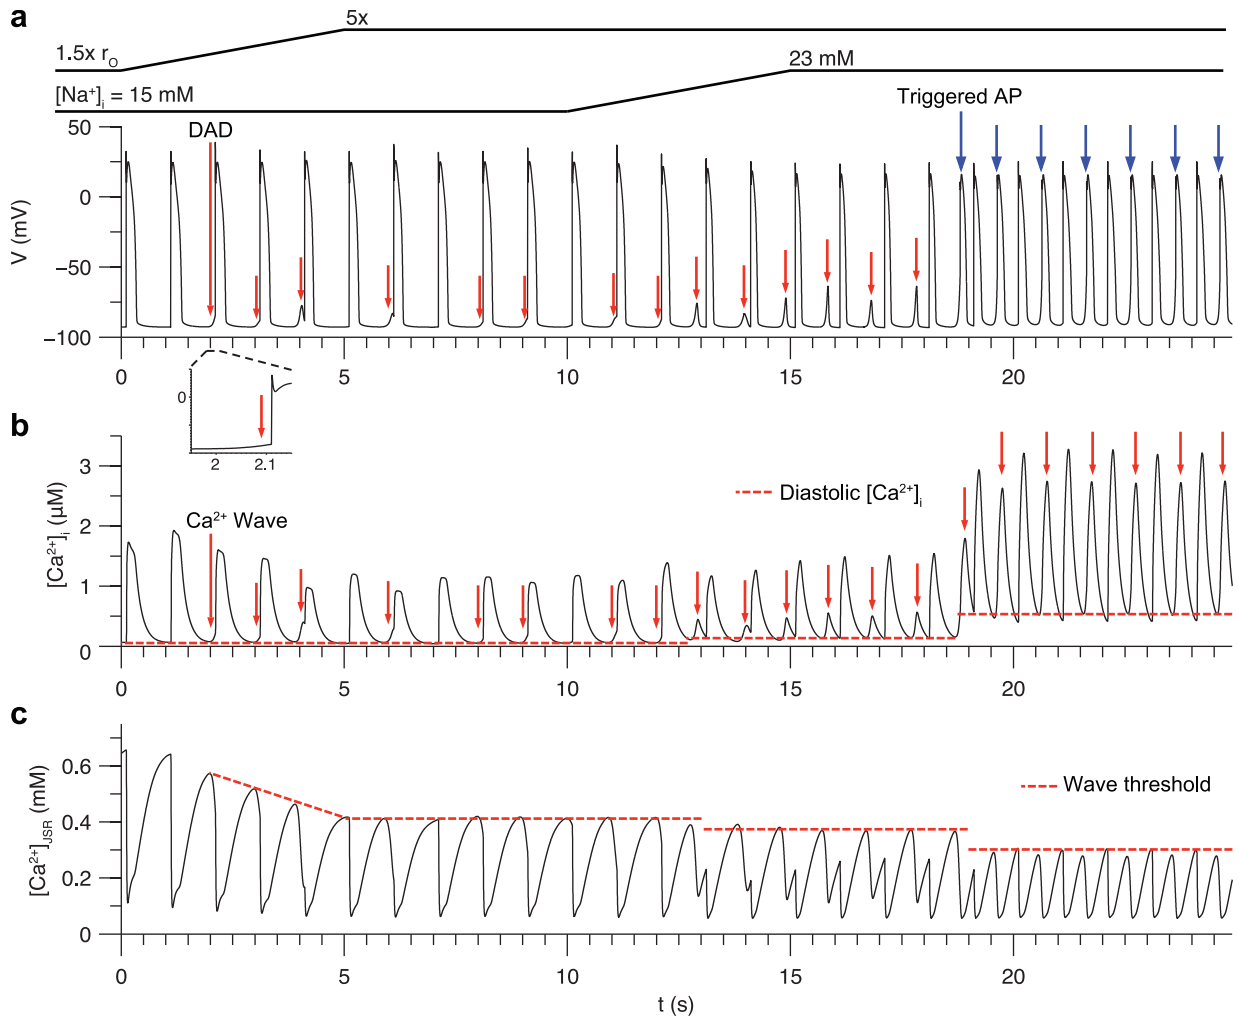 a
5x
1.5x rO
23 mM
[Na+]i = 15 mM
Triggered AP
DAD
50
0
−50
−100
V (mV)
0 5 10 15 20
0
2 2.1
b
3
2
1
0
[Ca2+]i (µM)
Diastolic [Ca2+]i
Ca2+ Wave
0 5 10 15 20
c
0.6
0.4
0.2
0
[Ca2+]JSR (mM)
Wave threshold
0 5 10 15 20
t (s)